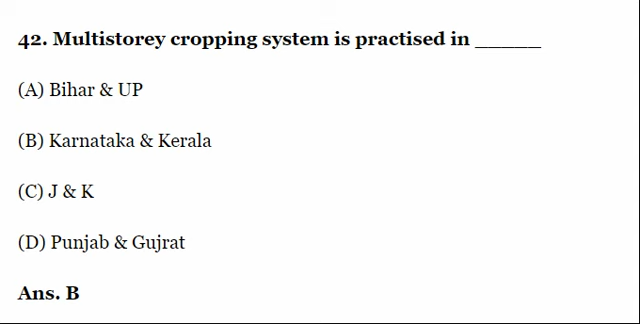 42. Multistorey cropping system is practised in ______
(A) Bihar & UP
(B) Karnataka & Kerala
(C) J & K
(D) Punjab & Gujrat
Ans. B